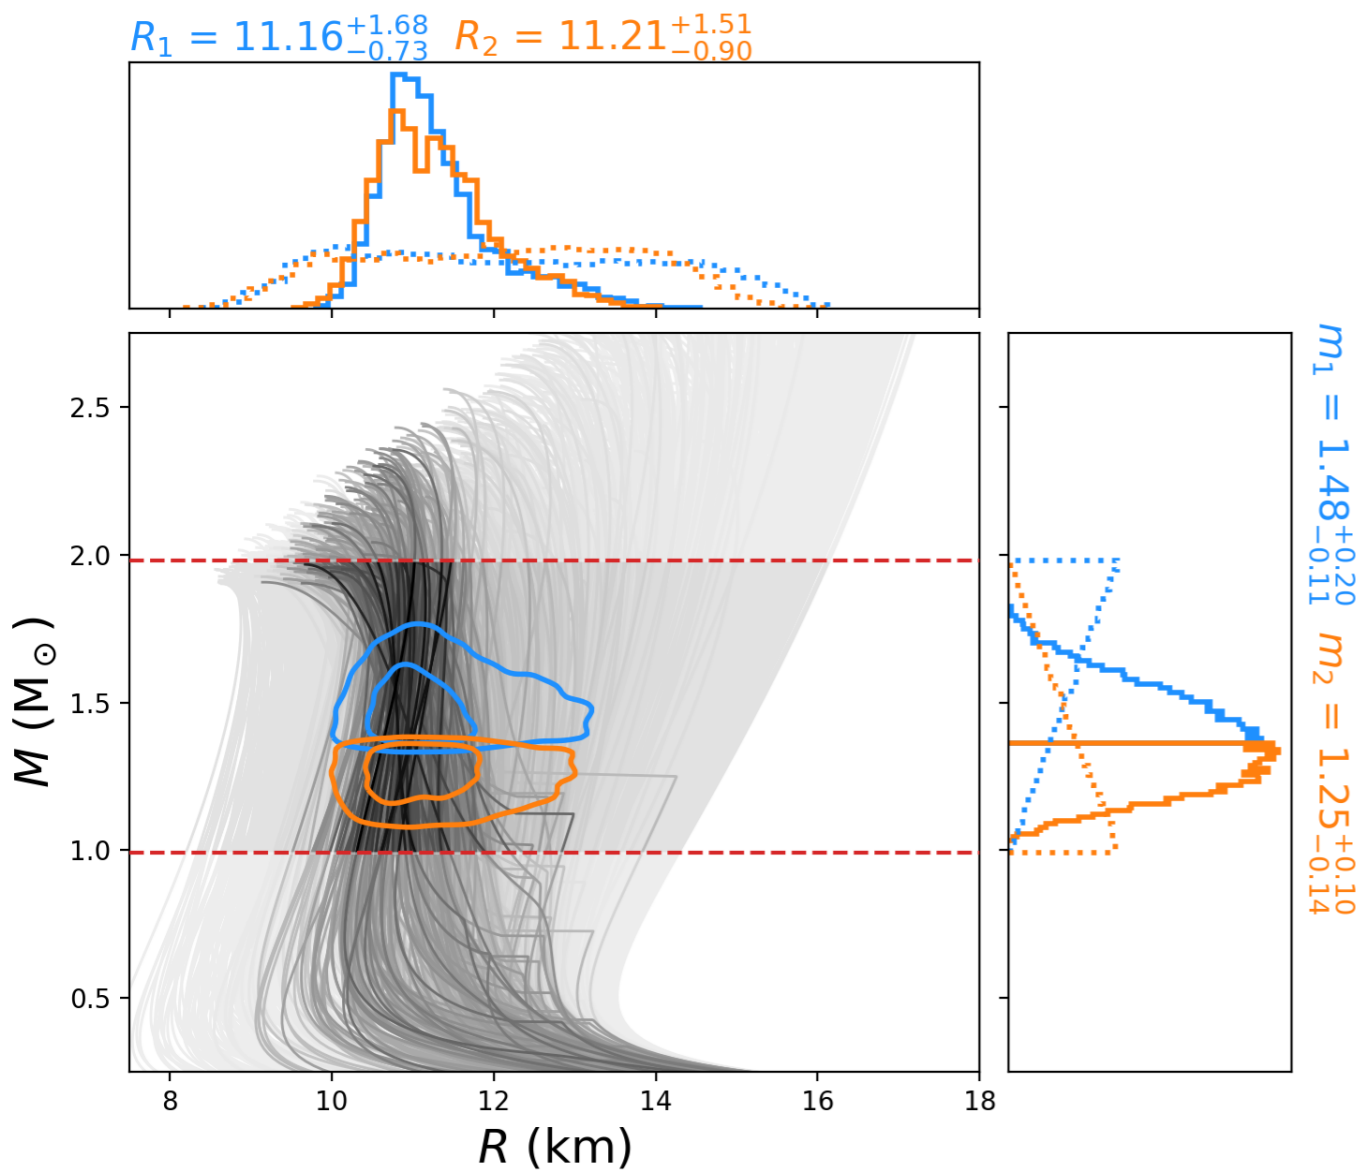 R₁ = 11.16⁺¹·⁶⁸₋₀.₇₃ R₂ = 11.21⁺¹·⁵¹₋₀.₉₀
m₁ = 1.48⁺⁰·²⁰₋₀.₁₁ m₂ = 1.25⁺⁰·¹⁰₋₀.₁₄
M (M⊙)
2.5
2.0
1.5
1.0
0.5
8 10 12 14 16 18
R (km)